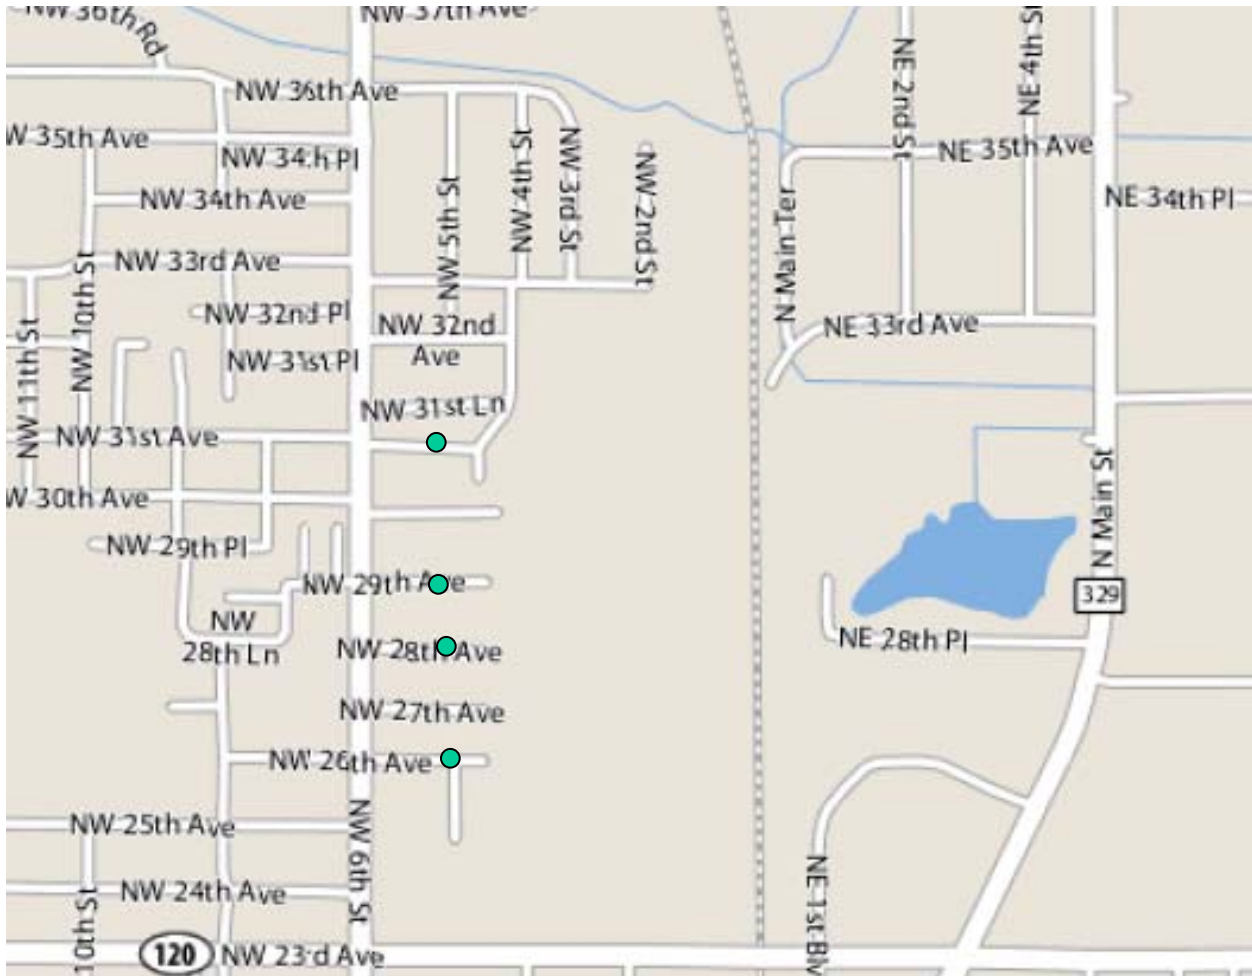 NW 36th Rd
NW 37th Ave
NW 36th Ave
W 35th Ave
NW 34th Pl
NW 34th Ave
NW 33rd Ave
NW 32nd Pl
NW 31st Pl
NW 10th St
NW 11th St
NW 5th St
NW 4th St
NW 3rd St
NW 2nd St
NW 32nd
Ave
NW 31st Ln
NW 31st Ave
W 30th Ave
NW 29th Pl
NW 29th Ave
NW
28th Ln
NW 28th Ave
NW 27th Ave
NW 26th Ave
NW 25th Ave
NW 24th Ave
10th St
NW 6th St
120
NW 23rd Ave
NE 2nd St
NE 4th St
NE 35th Ave
NE 34th Pl
N Main Ter
NE 33rd Ave
N Main St
329
NE 28th Pl
NE 1st Blv